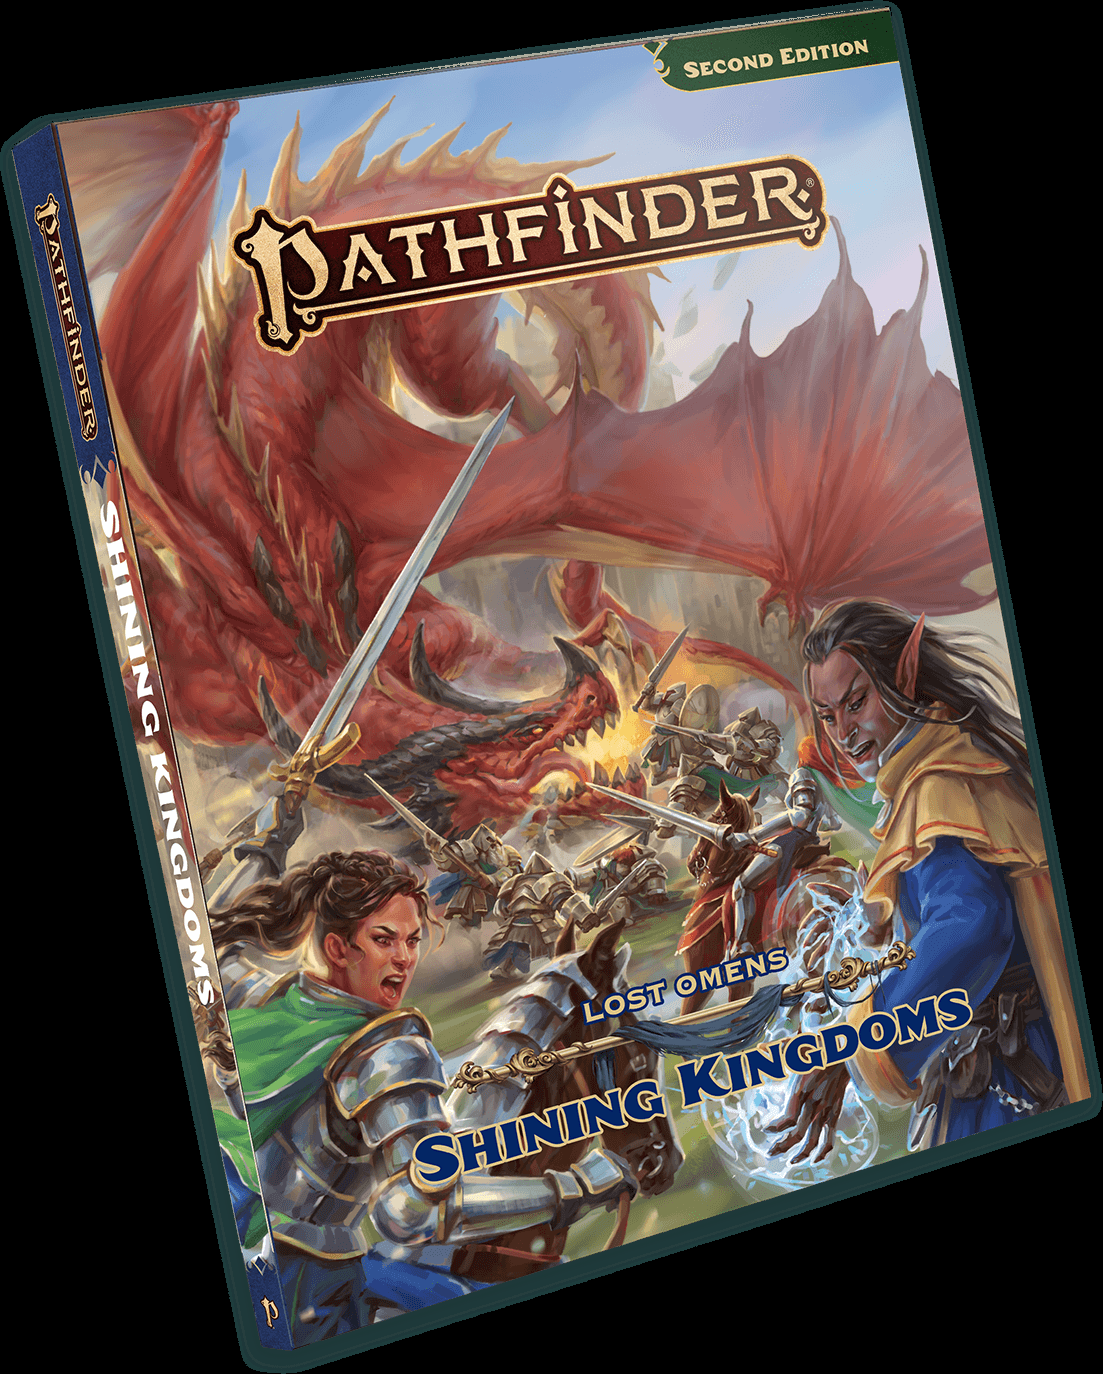 SECOND EDITION
PATHFINDER®
LOST OMENS
SHINING KINGDOMS
PATHFINDER
SHINING KINGDOMS
P